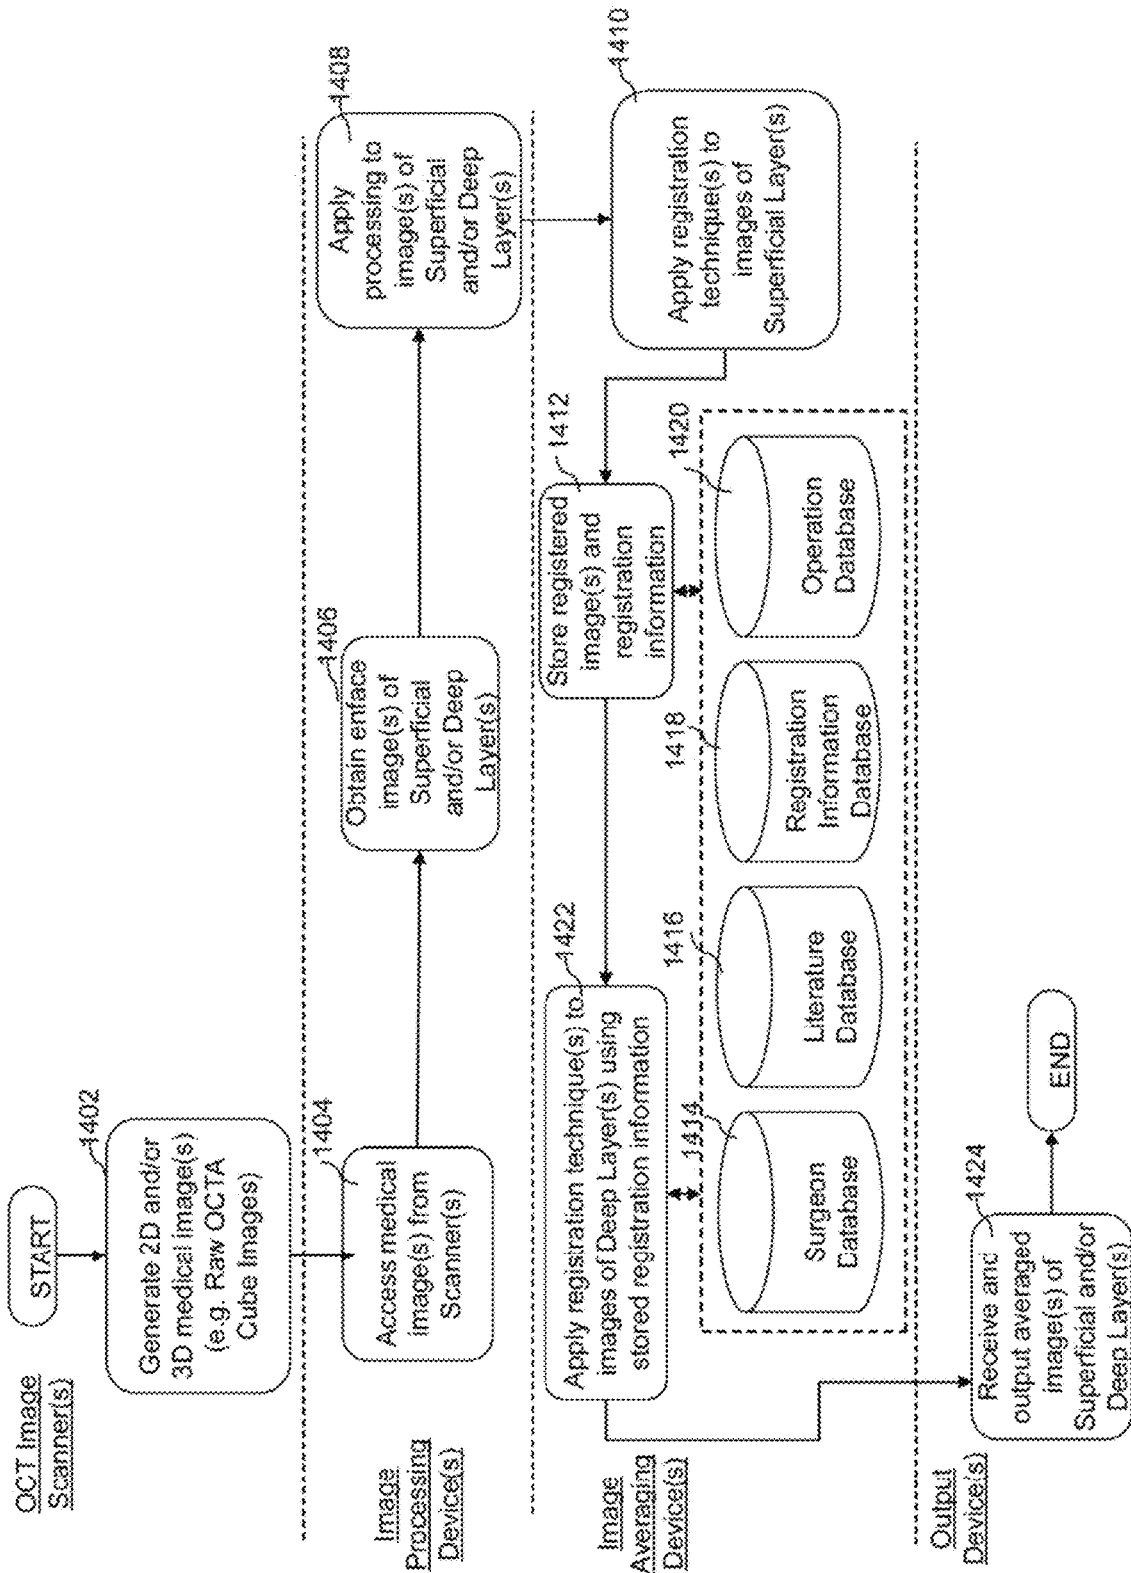 OCT Image
Scanner(s)
START
1402
Generate 2D and/or
3D medical image(s)
(e.g. Raw OCTA
Cube Images)
Image
Processing
Device(s)
1404
Access medical
image(s) from
Scanner(s)
1406
Obtain enface
image(s) of
Superficial
and/or Deep
Layer(s)
1408
Apply
processing to
image(s) of
Superficial
and/or Deep
Layer(s)
Image
Averaging
Device(s)
1410
Apply registration
technique(s) to
images of
Superficial Layer(s)
1412
Store registered
image(s) and
registration
information
1422
Apply registration technique(s) to
images of Deep Layer(s) using
stored registration information
1414
Surgeon
Database
1416
Literature
Database
1418
Registration
Information
Database
1420
Operation
Database
Output
Device(s)
1424
Receive and
output averaged
image(s) of
Superficial and/or
Deep Layer(s)
END